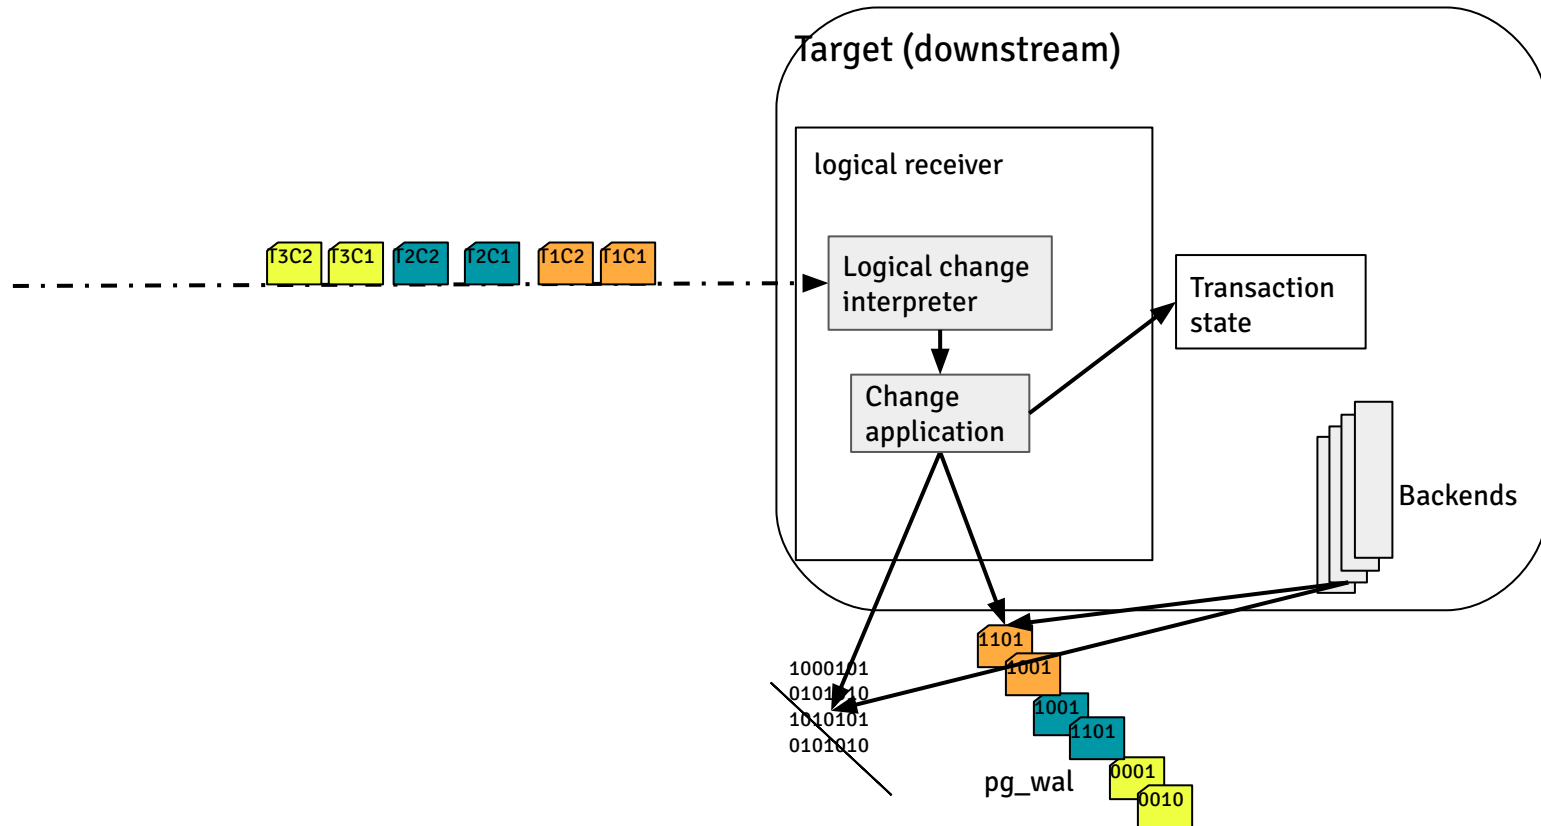 Target (downstream)
logical receiver
T3C2
T3C1
T2C2
T2C1
T1C2
T1C1
Logical change
interpreter
Transaction
state
Change
application
Backends
1101
1001
1001
1101
0001
0010
1000101
0101010
1010101
0101010
pg_wal